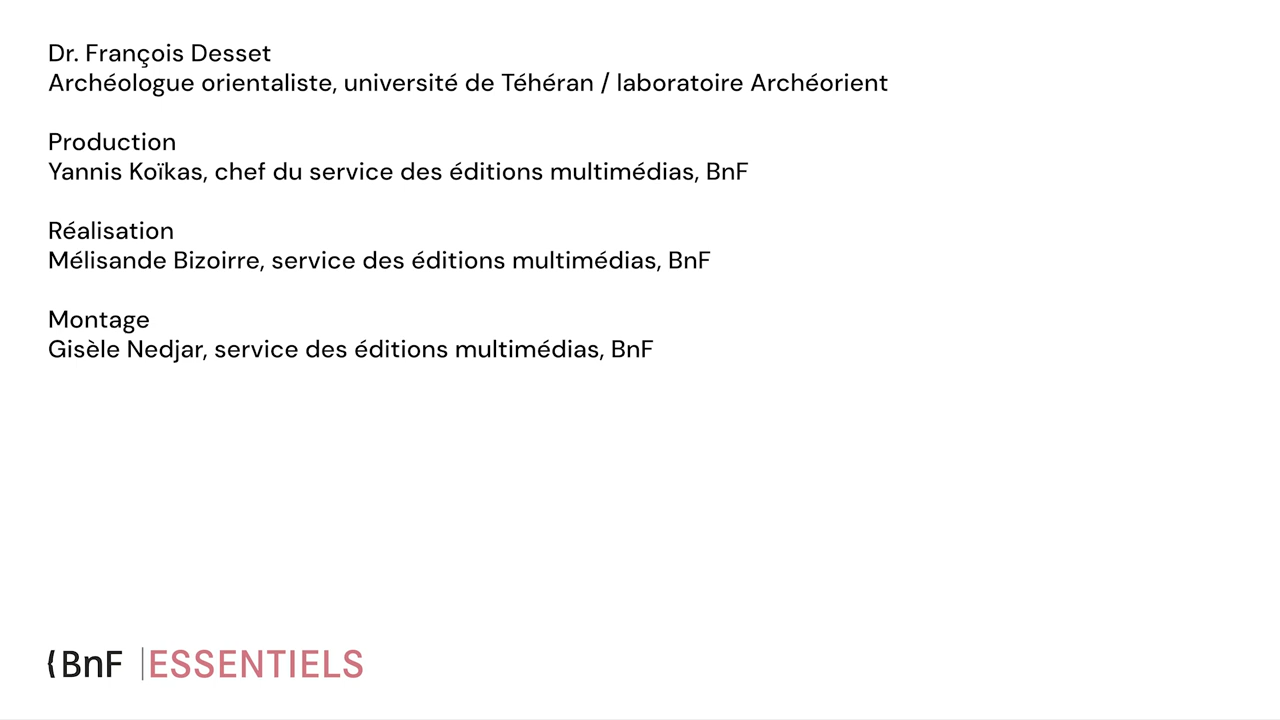 Dr. François Desset
Archéologue orientaliste, université de Téhéran / laboratoire Archéorient
Production
Yannis Koïkas, chef du service des éditions multimédias, BnF
Réalisation
Mélisande Bizoirre, service des éditions multimédias, BnF
Montage
Gisèle Nedjar, service des éditions multimédias, BnF
{BnF | ESSENTIELS